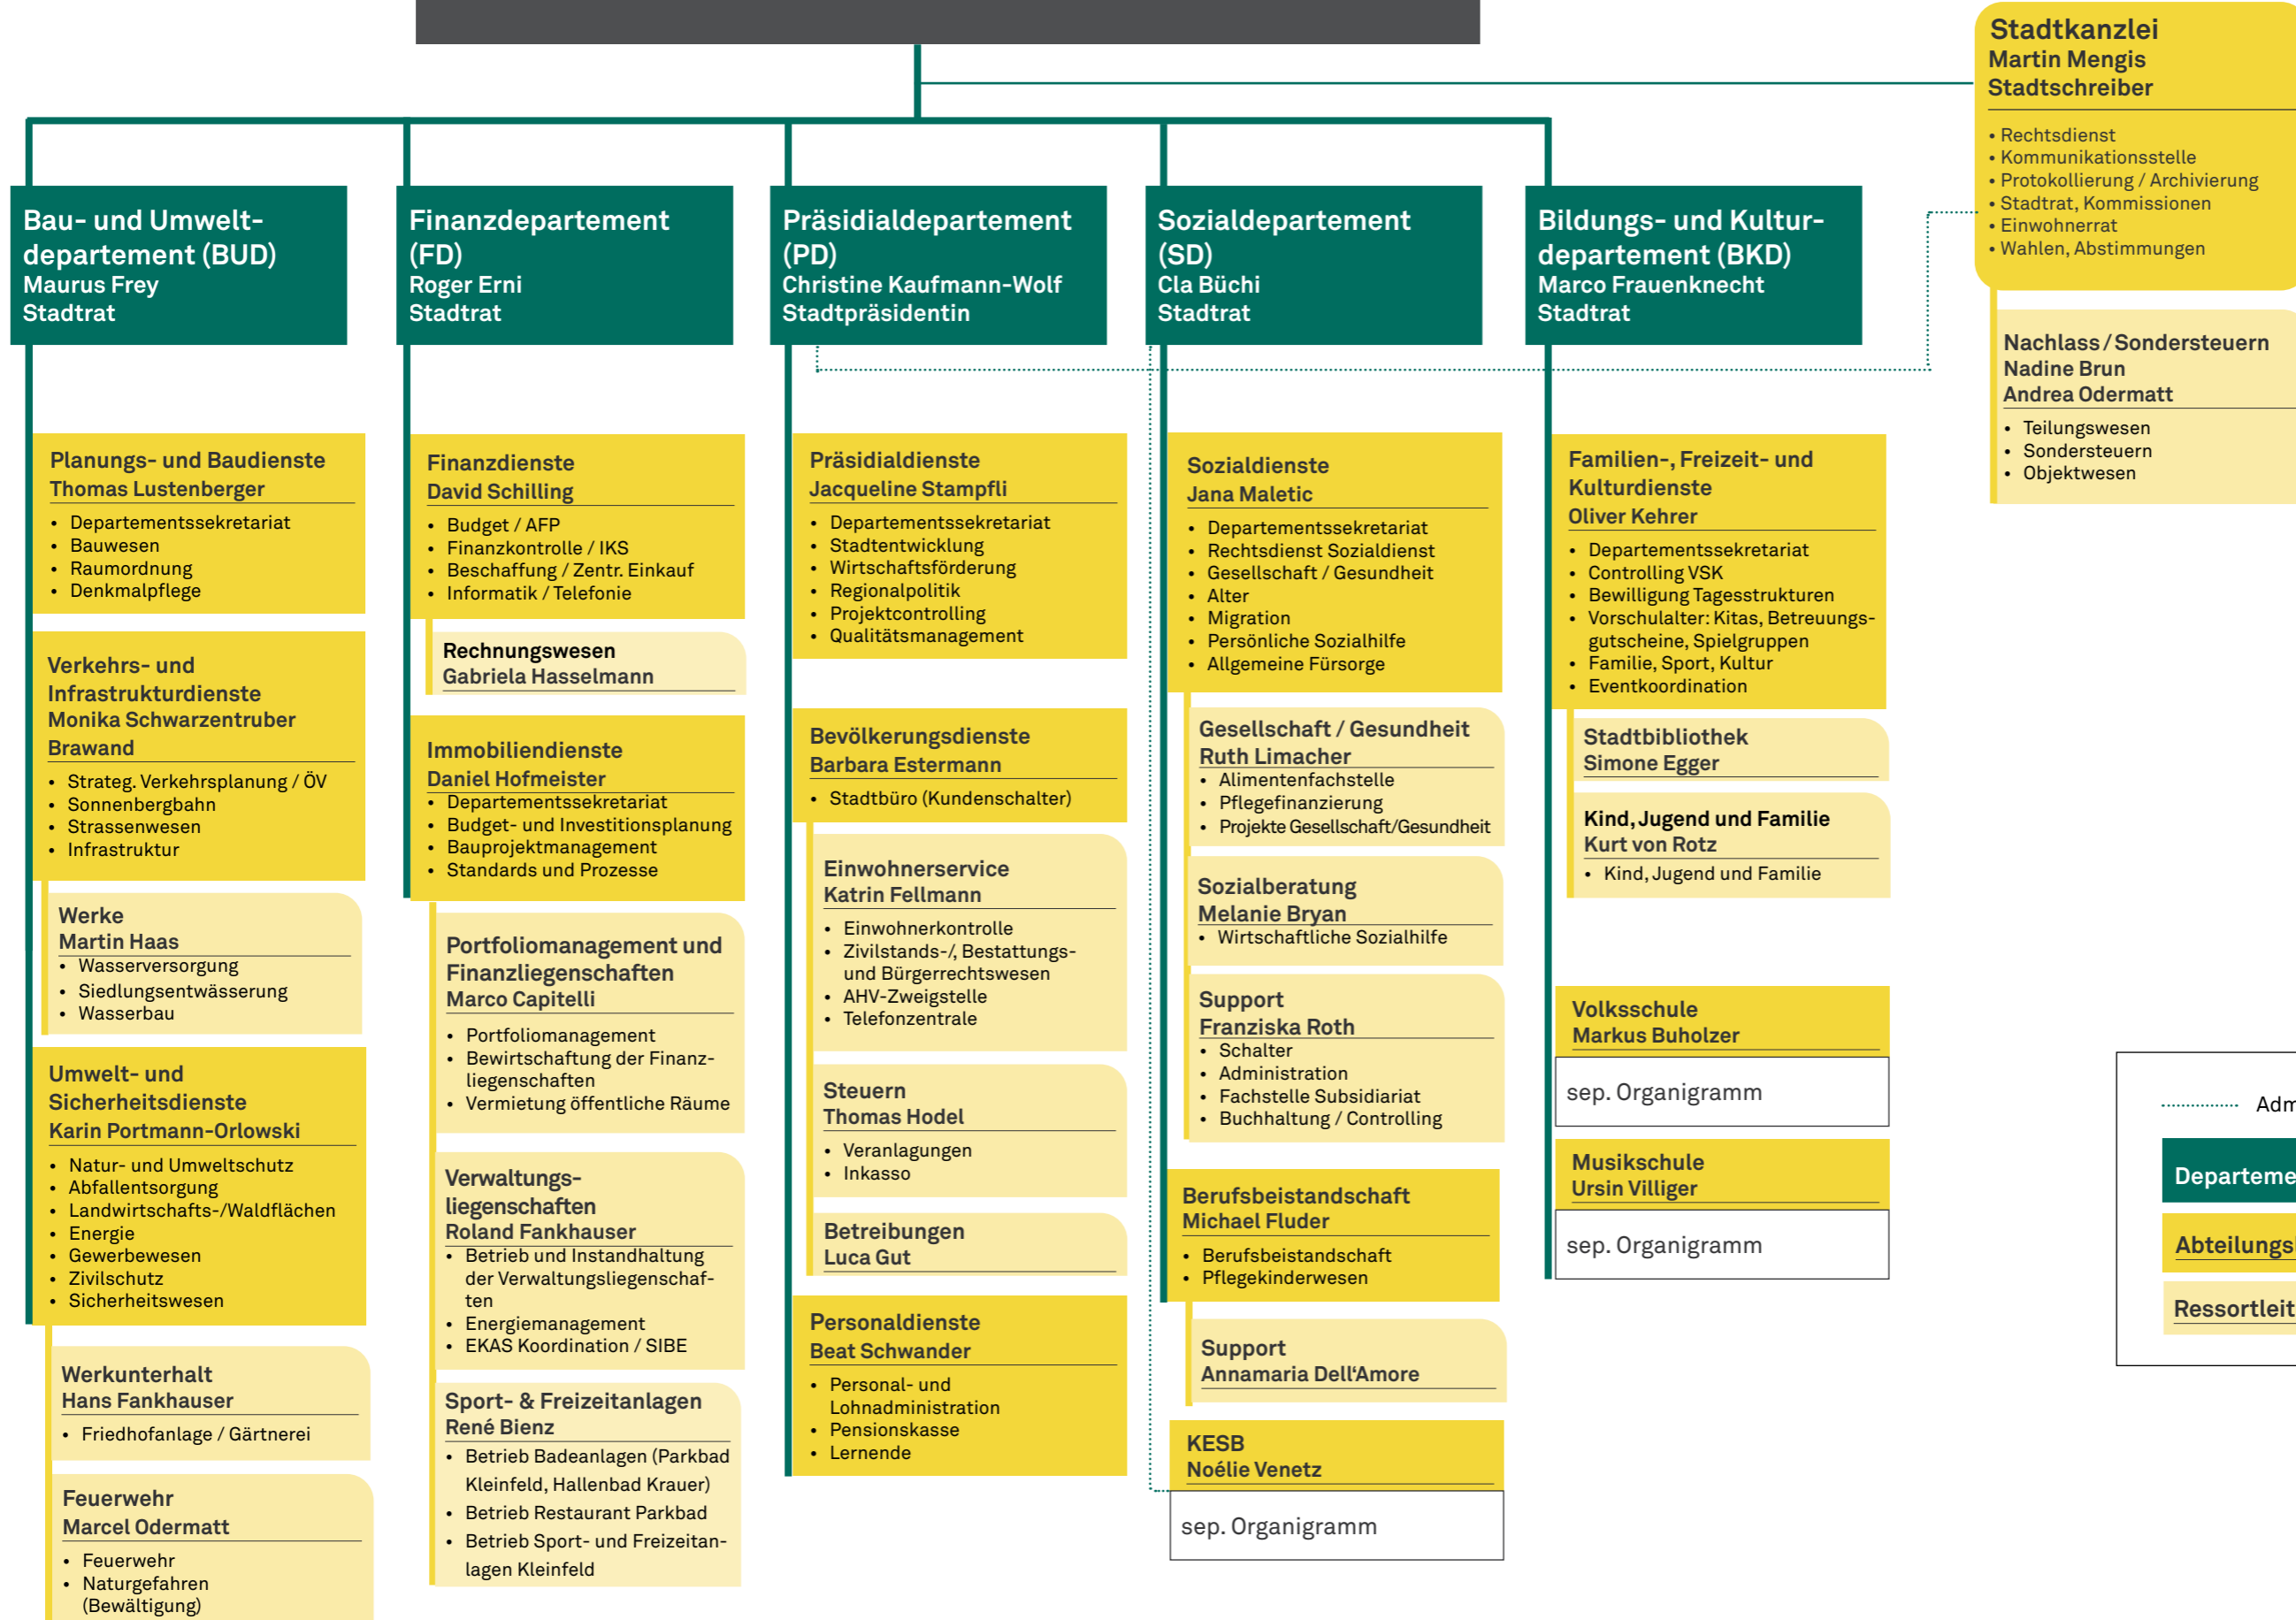 Stadtkanzlei
Martin Mengis
Stadtschreiber
• Rechtsdienst
• Kommunikationsstelle
• Protokollierung / Archivierung
• Stadtrat, Kommissionen
• Einwohnerrat
• Wahlen, Abstimmungen
Nachlass / Sondersteuern
Nadine Brun
Andrea Odermatt
• Teilungswesen
• Sondersteuern
• Objektwesen
Bau- und Umwelt-
departement (BUD)
Maurus Frey
Stadtrat
Planungs- und Baudienste
Thomas Lustenberger
• Departementssekretariat
• Bauwesen
• Raumordnung
• Denkmalpflege
Verkehrs- und
Infrastrukturdienste
Monika Schwarzentruber
Brawand
• Strateg. Verkehrsplanung / ÖV
• Sonnenbergbahn
• Strassenwesen
• Infrastruktur
Werke
Martin Haas
• Wasserversorgung
• Siedlungsentwässerung
• Wasserbau
Umwelt- und
Sicherheitsdienste
Karin Portmann-Orlowski
• Natur- und Umweltschutz
• Abfallentsorgung
• Landwirtschafts-/Waldflächen
• Energie
• Gewerbewesen
• Zivilschutz
• Sicherheitswesen
Werkunterhalt
Hans Fankhauser
• Friedhofanlage / Gärtnerei
Feuerwehr
Marcel Odermatt
• Feuerwehr
• Naturgefahren
(Bewältigung)
Finanzdepartement
(FD)
Roger Erni
Stadtrat
Finanzdienste
David Schilling
• Budget / AFP
• Finanzkontrolle / IKS
• Beschaffung / Zentr. Einkauf
• Informatik / Telefonie
Rechnungswesen
Gabriela Hasselmann
Immobiliendienste
Daniel Hofmeister
• Departementssekretariat
• Budget- und Investitionsplanung
• Bauprojektmanagement
• Standards und Prozesse
Portfoliomanagement und
Finanzliegenschaften
Marco Capitelli
• Portfoliomanagement
• Bewirtschaftung der Finanz-
liegenschaften
• Vermietung öffentliche Räume
Verwaltungs-
liegenschaften
Roland Fankhauser
• Betrieb und Instandhaltung
der Verwaltungsliegenschaf-
ten
• Energiemanagement
• EKAS Koordination / SIBE
Sport- & Freizeitanlagen
René Bienz
• Betrieb Badeanlagen (Parkbad
Kleinfeld, Hallenbad Krauer)
• Betrieb Restaurant Parkbad
• Betrieb Sport- und Freizeitan-
lagen Kleinfeld
Präsidialdepartement
(PD)
Christine Kaufmann-Wolf
Stadtpräsidentin
Präsidialdienste
Jacqueline Stampfli
• Departementssekretariat
• Stadtentwicklung
• Wirtschaftsförderung
• Regionalpolitik
• Projektcontrolling
• Qualitätsmanagement
Bevölkerungsdienste
Barbara Estermann
• Stadtbüro (Kundenschalter)
Einwohnerservice
Katrin Fellmann
• Einwohnerkontrolle
• Zivilstands-/, Bestattungs-
und Bürgerrechtswesen
• AHV-Zweigstelle
• Telefonzentrale
Steuern
Thomas Hodel
• Veranlagungen
• Inkasso
Betreibungen
Luca Gut
Personaldienste
Beat Schwander
• Personal- und
Lohnadministration
• Pensionskasse
• Lernende
Sozialdepartement
(SD)
Cla Büchi
Stadtrat
Sozialdienste
Jana Maletic
• Departementssekretariat
• Rechtsdienst Sozialdienst
• Gesellschaft / Gesundheit
• Alter
• Migration
• Persönliche Sozialhilfe
• Allgemeine Fürsorge
Gesellschaft / Gesundheit
Ruth Limacher
• Alimentenfachstelle
• Pflegefinanzierung
• Projekte Gesellschaft/Gesundheit
Sozialberatung
Melanie Bryan
• Wirtschaftliche Sozialhilfe
Support
Franziska Roth
• Schalter
• Administration
• Fachstelle Subsidiariat
• Buchhaltung / Controlling
Berufsbeistandschaft
Michael Fluder
• Berufsbeistandschaft
• Pflegekinderwesen
Support
Annamaria Dell‘Amore
KESB
Noélie Venetz
sep. Organigramm
Bildungs- und Kultur-
departement (BKD)
Marco Frauenknecht
Stadtrat
Familien-, Freizeit- und
Kulturdienste
Oliver Kehrer
• Departementssekretariat
• Controlling VSK
• Bewilligung Tagesstrukturen
• Vorschulalter: Kitas, Betreuungs-
gutscheine, Spielgruppen
• Familie, Sport, Kultur
• Eventkoordination
Stadtbibliothek
Simone Egger
Kind, Jugend und Familie
Kurt von Rotz
• Kind, Jugend und Familie
Volksschule
Markus Buholzer
sep. Organigramm
Musikschule
Ursin Villiger
sep. Organigramm
Adm
Departeme
Abteilungs
Ressortleit